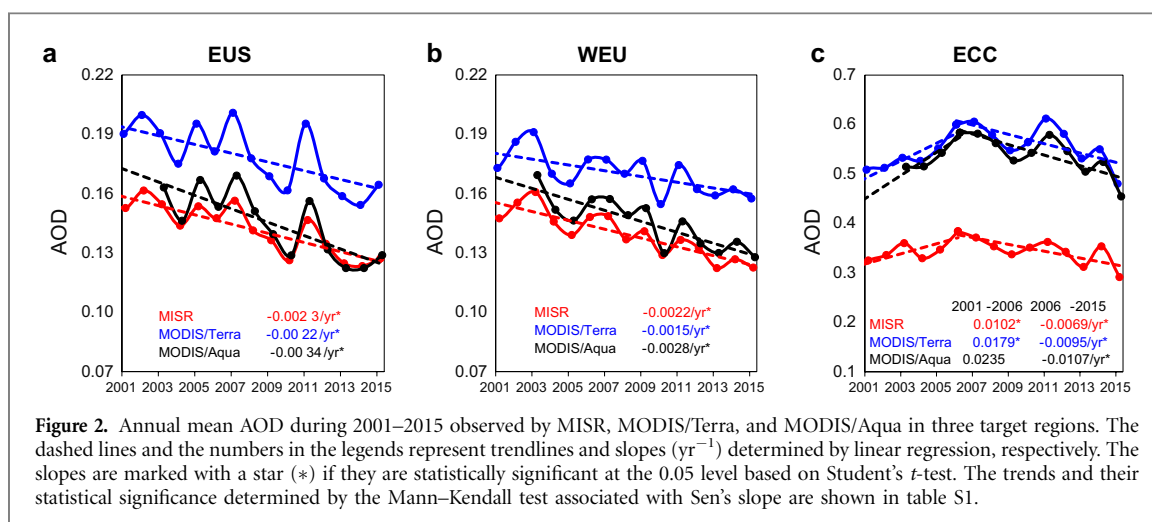 a EUS
0.22
0.19
0.16
0.13
0.10
0.07
AOD
MISR -0.002 3/yr*
MODIS/Terra -0.00 22/yr*
MODIS/Aqua -0.00 34/yr*
2001 2003 2005 2007 2009 2011 2013 2015
b WEU
0.22
0.19
0.16
0.13
0.10
0.07
AOD
MISR -0.0022/yr*
MODIS/Terra -0.0015/yr*
MODIS/Aqua -0.0028/yr*
2001 2003 2005 2007 2009 2011 2013 2015
c ECC
0.7
0.6
0.5
0.4
0.3
0.2
0.1
AOD
2001 -2006 2006 -2015
MISR 0.0102* -0.0069/yr*
MODIS/Terra 0.0179* -0.0095/yr*
MODIS/Aqua 0.0235 -0.0107/yr*
2001 2003 2005 2007 2009 2011 2013 2015
Figure 2. Annual mean AOD during 2001–2015 observed by MISR, MODIS/Terra, and MODIS/Aqua in three target regions. The
dashed lines and the numbers in the legends represent trendlines and slopes (yr⁻¹) determined by linear regression, respectively. The
slopes are marked with a star (*) if they are statistically significant at the 0.05 level based on Student's t-test. The trends and their
statistical significance determined by the Mann–Kendall test associated with Sen's slope are shown in table S1.